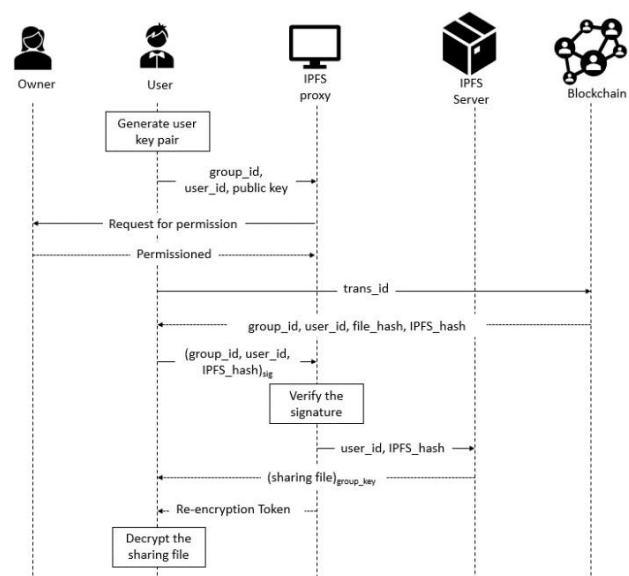 Owner
User
IPFS
proxy
IPFS
Server
Blockchain
Generate user
key pair
group_id,
user_id, public key
Request for permission
Permissioned
trans_id
group_id, user_id, file_hash, IPFS_hash
(group_id, user_id,
IPFS_hash)sig
Verify the
signature
user_id, IPFS_hash
(sharing file)group_key
Re-encryption Token
Decrypt the
sharing file